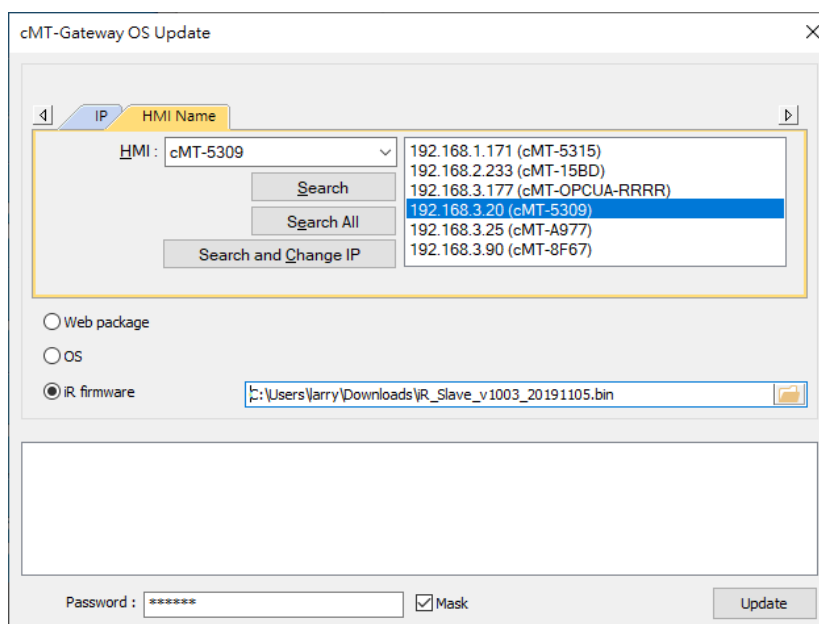 cMT-Gateway OS Update
IP
HMI Name
HMI : cMT-5309
Search
Search All
Search and Change IP
192.168.1.171 (cMT-5315)
192.168.2.233 (cMT-15BD)
192.168.3.177 (cMT-OPCUA-RRRR)
192.168.3.20 (cMT-5309)
192.168.3.25 (cMT-A977)
192.168.3.90 (cMT-8F67)
Web package
OS
iR firmware C:\Users\larry\Downloads\iR_Slave_v1003_20191105.bin
Password : ****** Mask Update